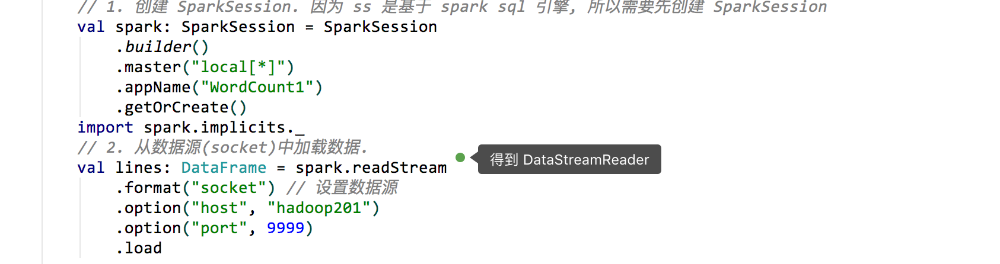 // 1. 创建 SparkSession. 因为 ss 是基于 spark sql 引擎, 所以需要先创建 SparkSession
val spark: SparkSession = SparkSession
    .builder()
    .master("local[*]")
    .appName("WordCount1")
    .getOrCreate()
import spark.implicits._
// 2. 从数据源(socket)中加载数据.
val lines: DataFrame = spark.readStream
得到 DataStreamReader
    .format("socket") // 设置数据源
    .option("host", "hadoop201")
    .option("port", 9999)
    .load